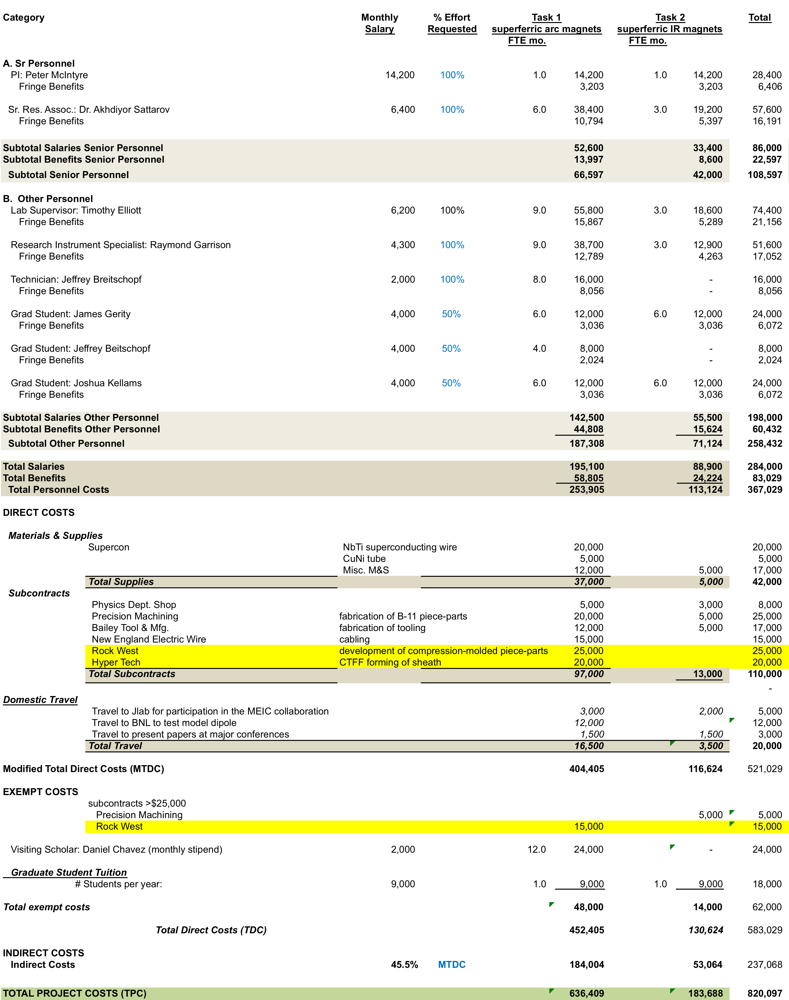 Category Monthly % Effort Task 1 Task 2 Total
Salary Requested superferric arc magnets superferric IR magnets
FTE mo. FTE mo.
A. Sr Personnel
PI: Peter McIntyre 14,200 100% 1.0 14,200 1.0 14,200 28,400
Fringe Benefits 3,203 3,203 6,406
Sr. Res. Assoc.: Dr. Akhdiyor Sattarov 6,400 100% 6.0 38,400 3.0 19,200 57,600
Fringe Benefits 10,794 5,397 16,191
Subtotal Salaries Senior Personnel 52,600 33,400 86,000
Subtotal Benefits Senior Personnel 13,997 8,600 22,597
Subtotal Senior Personnel 66,597 42,000 108,597
B. Other Personnel
Lab Supervisor: Timothy Elliott 6,200 100% 9.0 55,800 3.0 18,600 74,400
Fringe Benefits 15,867 5,289 21,156
Research Instrument Specialist: Raymond Garrison 4,300 100% 9.0 38,700 3.0 12,900 51,600
Fringe Benefits 12,789 4,263 17,052
Technician: Jeffrey Breitschopf 2,000 100% 8.0 16,000 - 16,000
Fringe Benefits 8,056 - 8,056
Grad Student: James Gerity 4,000 50% 6.0 12,000 6.0 12,000 24,000
Fringe Benefits 3,036 3,036 6,072
Grad Student: Jeffrey Beitschopf 4,000 50% 4.0 8,000 - 8,000
Fringe Benefits 2,024 - 2,024
Grad Student: Joshua Kellams 4,000 50% 6.0 12,000 6.0 12,000 24,000
Fringe Benefits 3,036 3,036 6,072
Subtotal Salaries Other Personnel 142,500 55,500 198,000
Subtotal Benefits Other Personnel 44,808 15,624 60,432
Subtotal Other Personnel 187,308 71,124 258,432
Total Salaries 195,100 88,900 284,000
Total Benefits 58,805 24,224 83,029
Total Personnel Costs 253,905 113,124 367,029
DIRECT COSTS
Materials & Supplies
Supercon NbTi superconducting wire 20,000 20,000
CuNi tube 5,000 5,000
Misc. M&S 12,000 5,000 17,000
Total Supplies 37,000 5,000 42,000
Subcontracts
Physics Dept. Shop 5,000 3,000 8,000
Precision Machining fabrication of B-11 piece-parts 20,000 5,000 25,000
Bailey Tool & Mfg. fabrication of tooling 12,000 5,000 17,000
New England Electric Wire cabling 15,000 15,000
Rock West development of compression-molded piece-parts 25,000 25,000
Hyper Tech CTFF forming of sheath 20,000 20,000
Total Subcontracts 97,000 13,000 110,000
-
Domestic Travel
Travel to Jlab for participation in the MEIC collaboration 3,000 2,000 5,000
Travel to BNL to test model dipole 12,000 12,000
Travel to present papers at major conferences 1,500 1,500 3,000
Total Travel 16,500 3,500 20,000
Modified Total Direct Costs (MTDC) 404,405 116,624 521,029
EXEMPT COSTS
subcontracts >$25,000
Precision Machining 5,000 5,000
Rock West 15,000 15,000
Visiting Scholar: Daniel Chavez (monthly stipend) 2,000 12.0 24,000 - 24,000
Graduate Student Tuition
# Students per year: 9,000 1.0 9,000 1.0 9,000 18,000
Total exempt costs 48,000 14,000 62,000
Total Direct Costs (TDC) 452,405 130,624 583,029
INDIRECT COSTS
Indirect Costs 45.5% MTDC 184,004 53,064 237,068
TOTAL PROJECT COSTS (TPC) 636,409 183,688 820,097